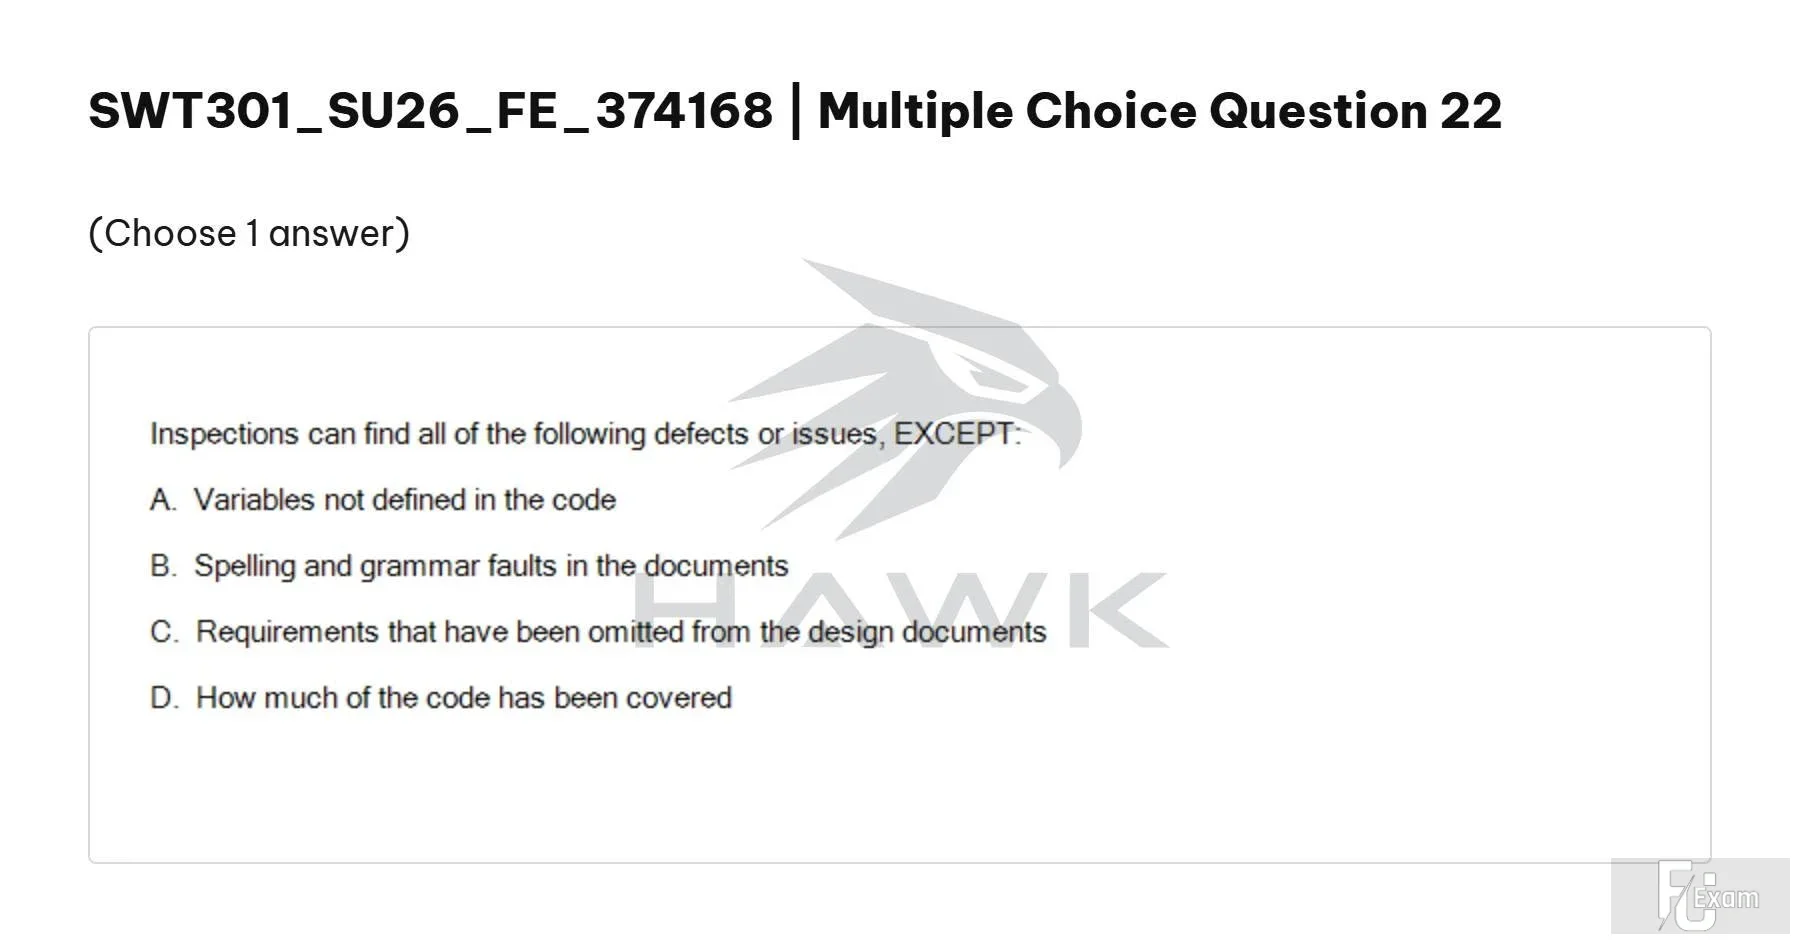 SWT301_SU26_FE_374168 | Multiple Choice Question 22
(Choose 1 answer)
Inspections can find all of the following defects or issues, EXCEPT:
A. Variables not defined in the code
B. Spelling and grammar faults in the documents
C. Requirements that have been omitted from the design documents
D. How much of the code has been covered
HAWK
FU Exam